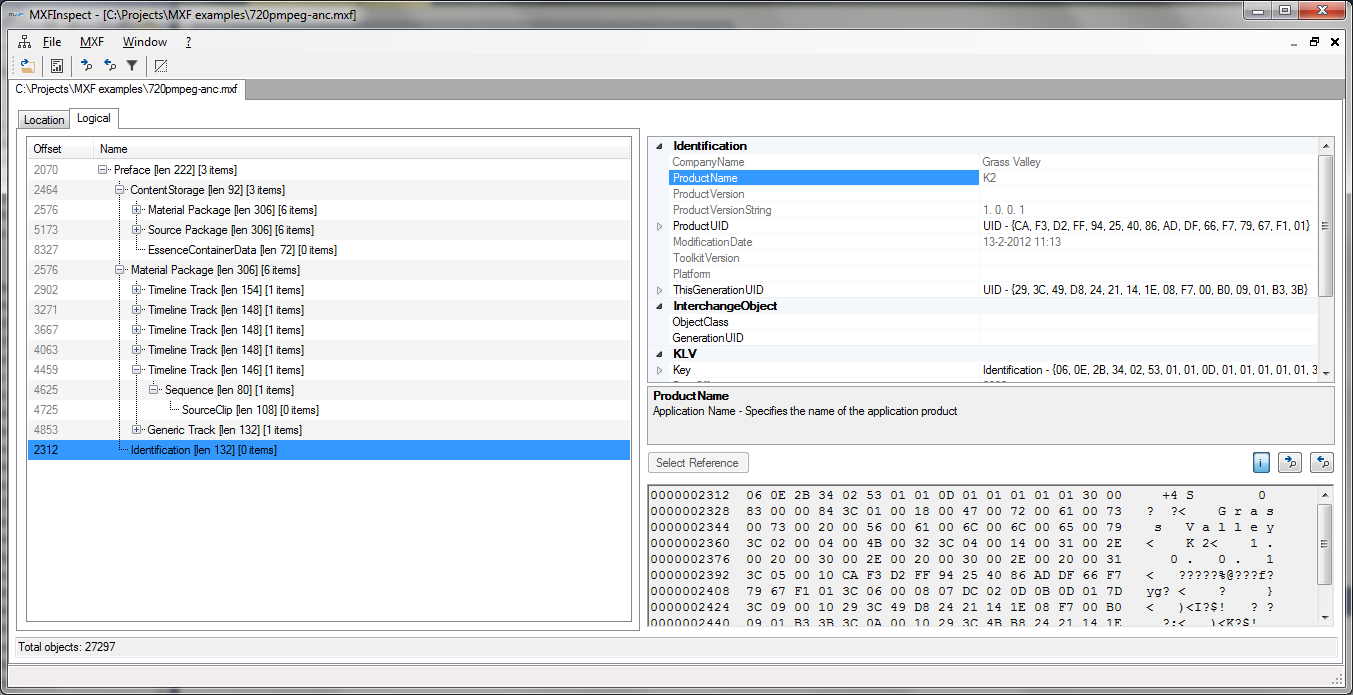 MXFInspect - [C:\Projects\MXF examples\720pmpeg-anc.mxf]
File MXF Window ?
C:\Projects\MXF examples\720pmpeg-anc.mxf
Location Logical
Offset Name
2070 Preface [len 222] [3 items]
2464 ContentStorage [len 92] [3 items]
2576 Material Package [len 306] [6 items]
5173 Source Package [len 306] [6 items]
8327 EssenceContainerData [len 72] [0 items]
2576 Material Package [len 306] [6 items]
2902 Timeline Track [len 154] [1 items]
3271 Timeline Track [len 148] [1 items]
3667 Timeline Track [len 148] [1 items]
4063 Timeline Track [len 148] [1 items]
4459 Timeline Track [len 146] [1 items]
4625 Sequence [len 80] [1 items]
4725 SourceClip [len 108] [0 items]
4853 Generic Track [len 132] [1 items]
2312 Identification [len 132] [0 items]
Identification
CompanyName Grass Valley
ProductName K2
ProductVersion
ProductVersionString 1. 0. 0. 1
ProductUID UID - {CA, F3, D2, FF, 94, 25, 40, 86, AD, DF, 66, F7, 79, 67, F1, 01}
ModificationDate 13-2-2012 11:13
ToolkitVersion
Platform
ThisGenerationUID UID - {29, 3C, 49, D8, 24, 21, 14, 1E, 08, F7, 00, B0, 09, 01, B3, 3B}
InterchangeObject
ObjectClass
GenerationUID
KLV
Key Identification - {06, 0E, 2B, 34, 02, 53, 01, 01, 0D, 01, 01, 01, 01, 01, 3
ProductName
Application Name - Specifies the name of the application product
Select Reference
0000002312 06 0E 2B 34 02 53 01 01 0D 01 01 01 01 01 30 00 +4 S 0
0000002328 83 00 00 84 3C 01 00 18 00 47 00 72 00 61 00 73 ? ?< G r a s
0000002344 00 73 00 20 00 56 00 61 00 6C 00 6C 00 65 00 79 s V a l l e y
0000002360 3C 02 00 04 00 4B 00 32 3C 04 00 14 00 31 00 2E < K 2< 1 .
0000002376 00 20 00 30 00 2E 00 20 00 30 00 2E 00 20 00 31 0 . 0 . 1
0000002392 3C 05 00 10 CA F3 D2 FF 94 25 40 86 AD DF 66 F7 < ?????%@???f?
0000002408 79 67 F1 01 3C 06 00 08 07 DC 02 0D 0B 0D 01 7D yg? < ? }
0000002424 3C 09 00 10 29 3C 49 D8 24 21 14 1E 08 F7 00 B0 < )<I?$! ? ?
0000002440 09 01 B3 3B 3C 0A 00 10 29 3C 4B B8 24 21 14 1E ?;< )<K?$!
Total objects: 27297